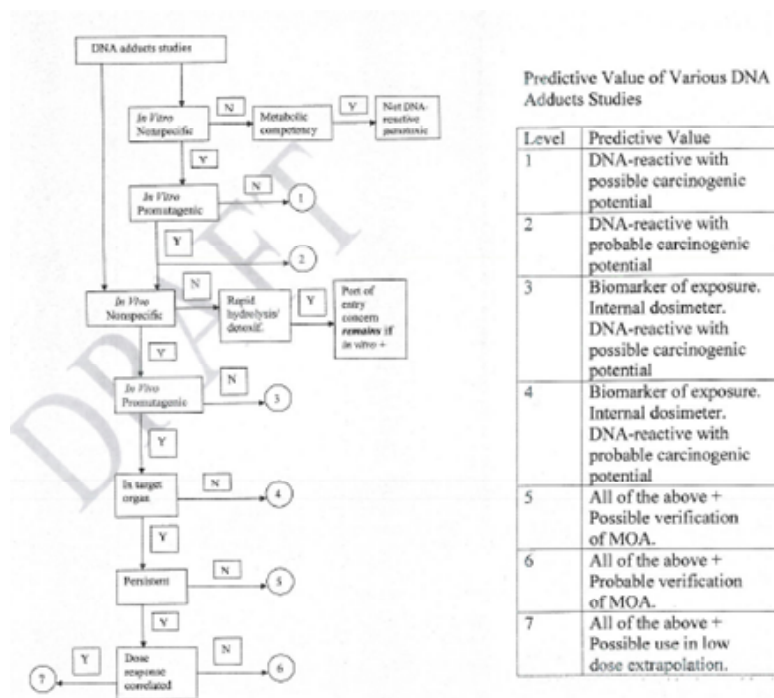 DNA adducts studies
In Vitro
Nonspecific
N
Metabolic
competency
Y
Not DNA-
reactive
genotoxic
Y
In Vitro
Promutagenic
N
1
Y
2
In Vivo
Nonspecific
N
Rapid
hydrolysis/
detoxif.
Y
Port of
entry
concern
remains if
in vitro +
Y
In Vivo
Promutagenic
N
3
Y
In target
organ
N
4
Y
Persistent
N
5
Y
Dose
response
correlated
Y
7
N
6
DRAFT
Predictive Value of Various DNA
Adducts Studies
Level Predictive Value
1 DNA-reactive with
possible carcinogenic
potential
2 DNA-reactive with
probable carcinogenic
potential
3 Biomarker of exposure.
Internal dosimeter.
DNA-reactive with
possible carcinogenic
potential
4 Biomarker of exposure.
Internal dosimeter.
DNA-reactive with
probable carcinogenic
potential
5 All of the above +
Possible verification
of MOA.
6 All of the above +
Probable verification
of MOA.
7 All of the above +
Possible use in low
dose extrapolation.